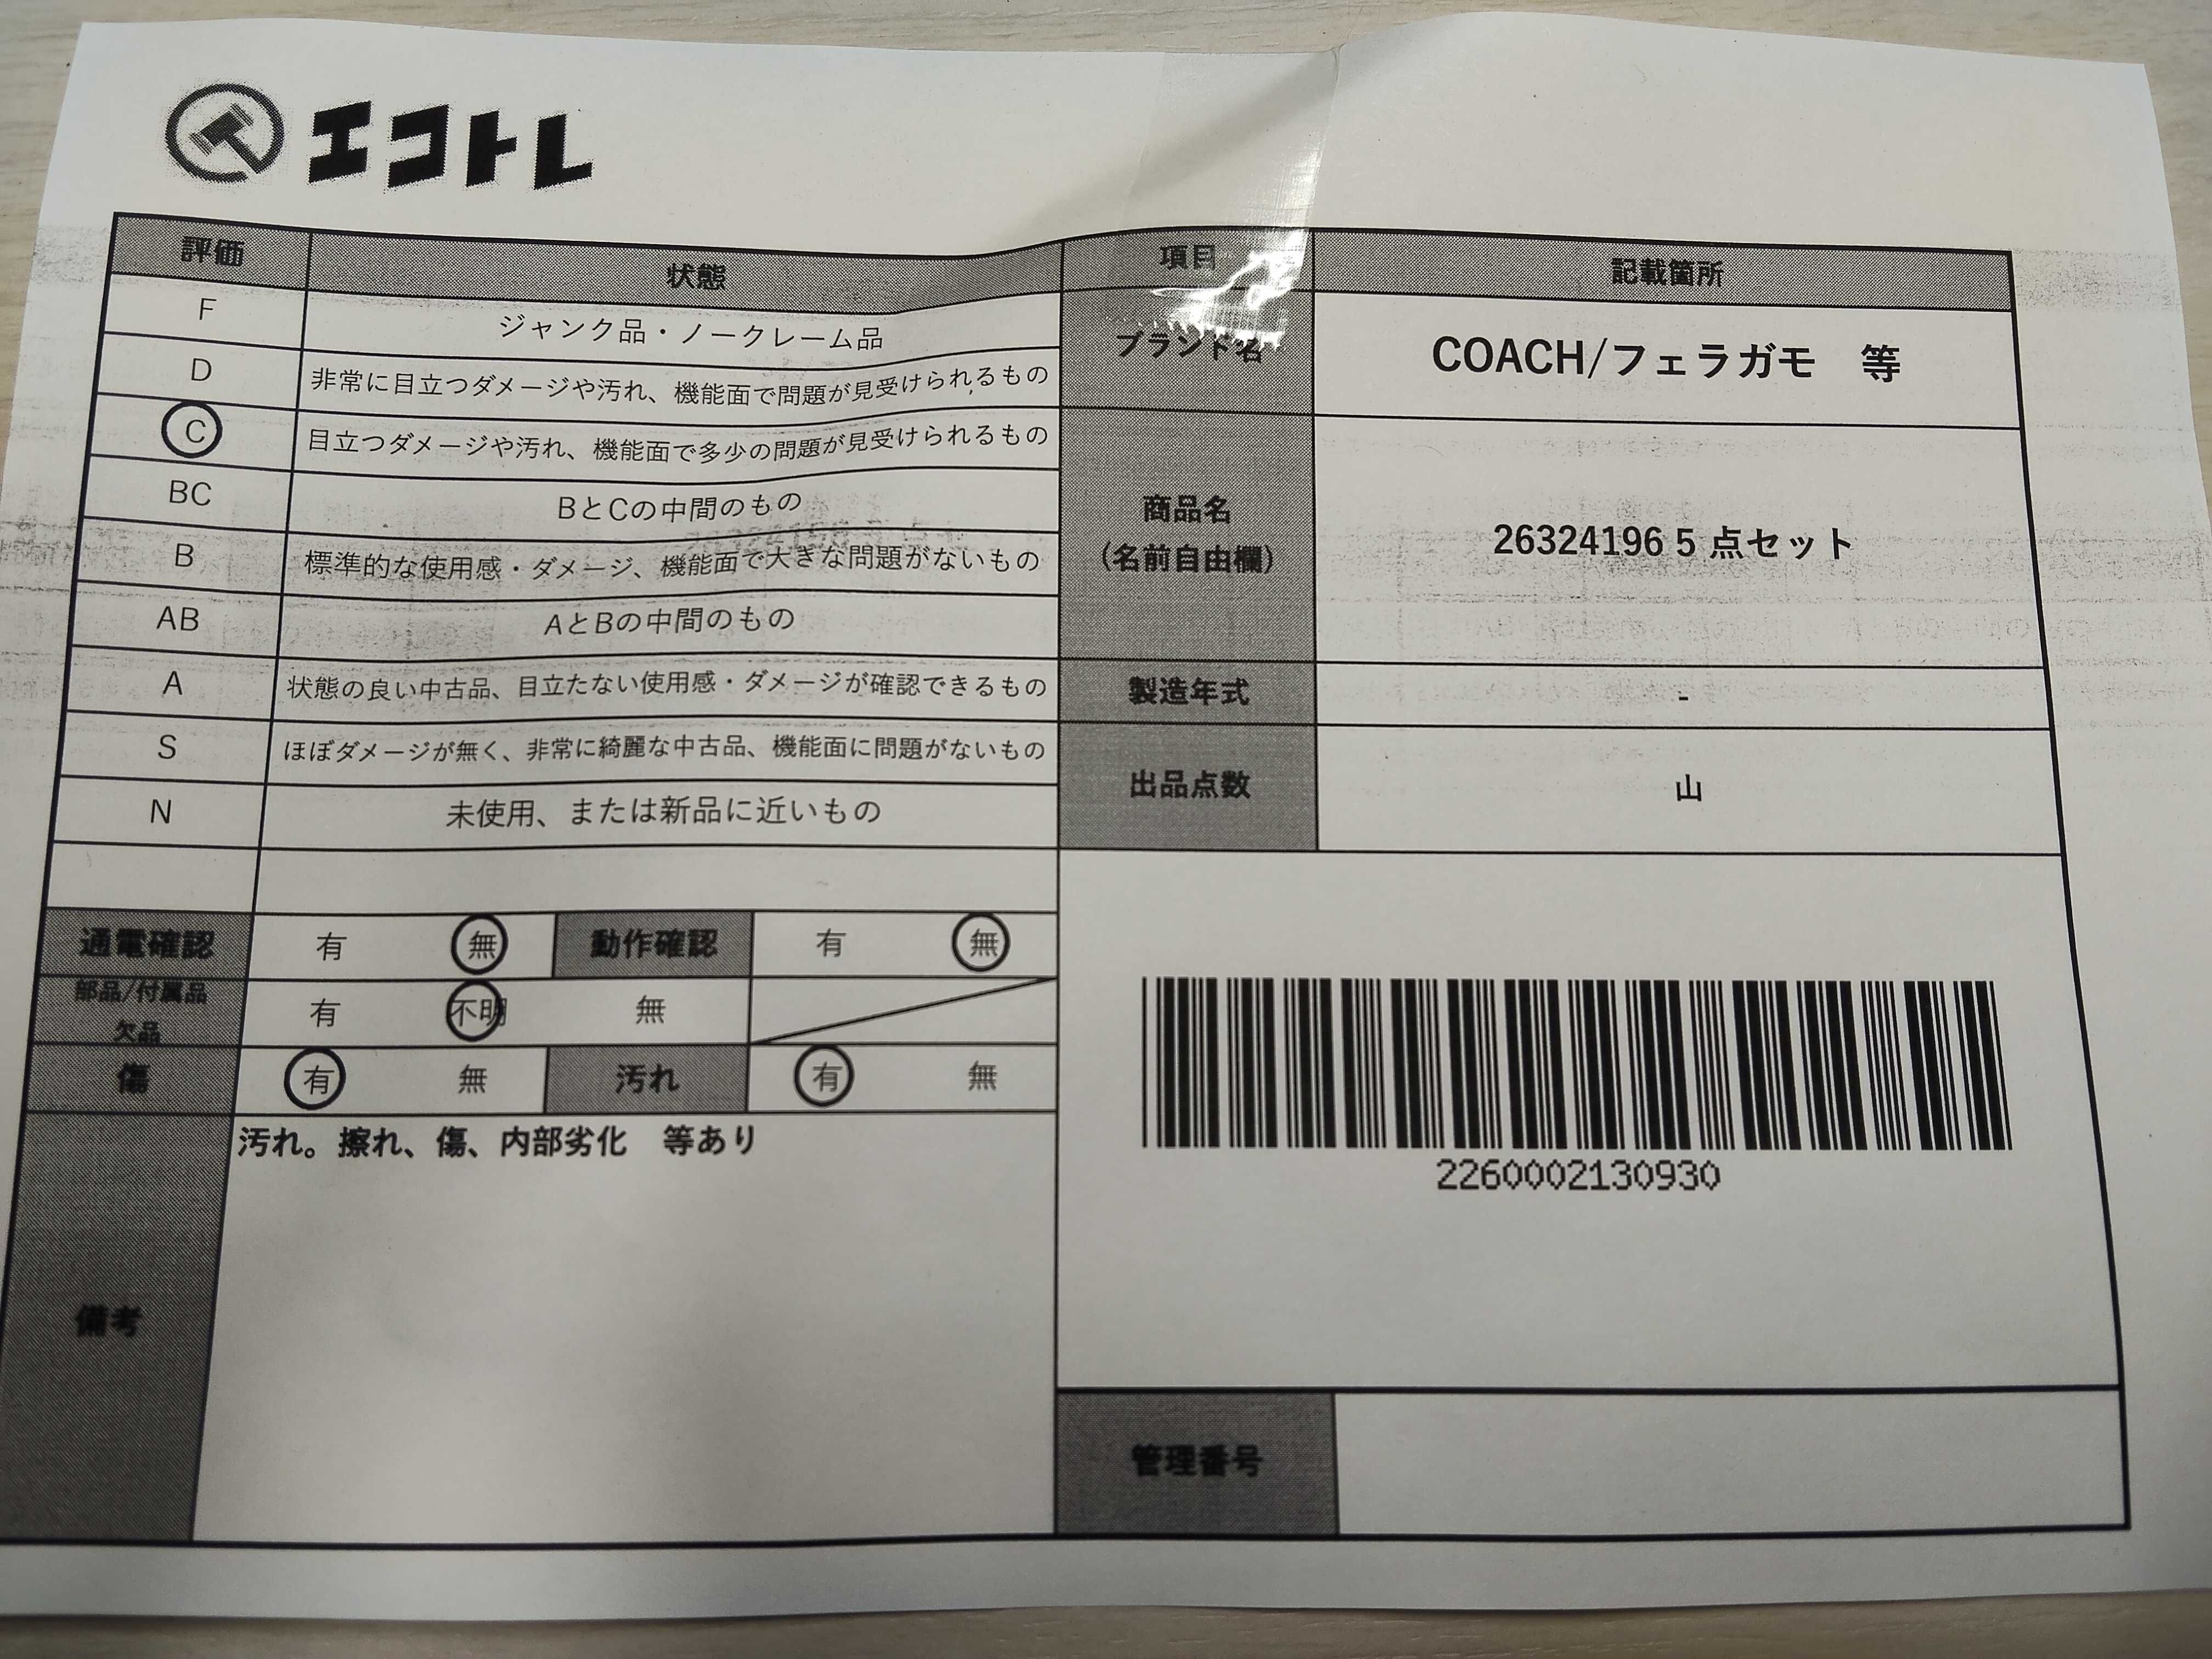 エコトレ
評価 状態
F ジャンク品・ノークレーム品
D 非常に目立つダメージや汚れ、機能面で問題が見受けられるもの
C 目立つダメージや汚れ、機能面で多少の問題が見受けられるもの
BC BとCの中間のもの
B 標準的な使用感・ダメージ、機能面で大きな問題がないもの
AB AとBの中間のもの
A 状態の良い中古品、目立たない使用感・ダメージが確認できるもの
S ほぼダメージが無く、非常に綺麗な中古品、機能面に問題がないもの
N 未使用、または新品に近いもの
通電確認 有 無 動作確認 有 無
部品/付属品
欠品 有 不明 無
傷 有 無 汚れ 有 無
備考 汚れ。擦れ、傷、内部劣化 等あり
項目 記載箇所
ブランド名 COACH/フェラガモ 等
商品名
(名前自由欄) 26324196 5 点セット
製造年式 -
出品点数 山
2260002130930
管理番号